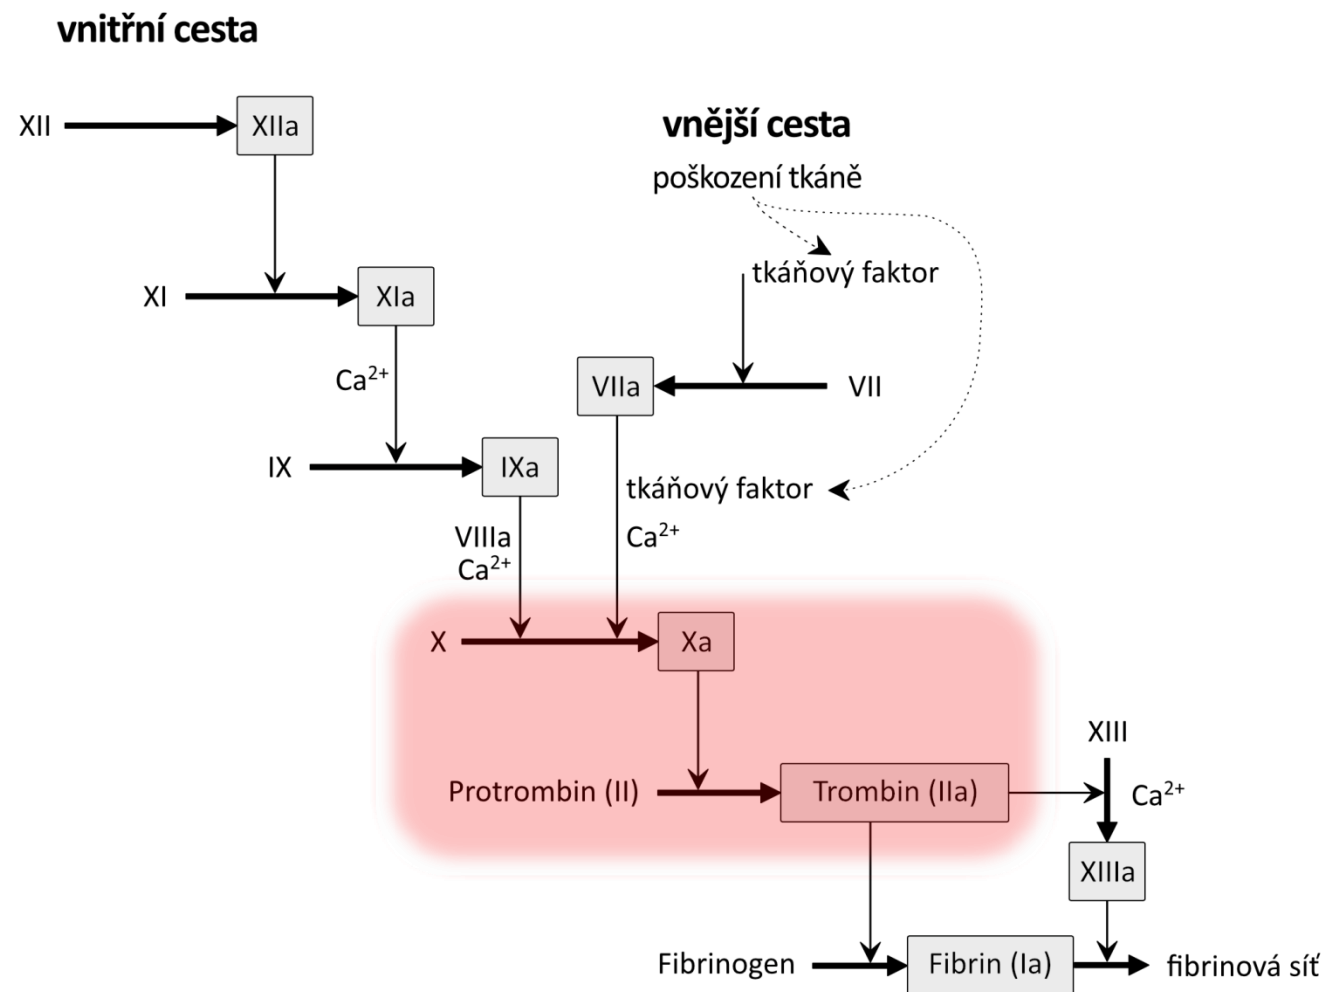 vnitřní cesta
XII
XIIa
vnější cesta
poškození tkáně
tkáňový faktor
XI
XIa
Ca²⁺
VIIa
VII
IX
IXa
tkáňový faktor
VIIIa
Ca²⁺
Ca²⁺
X
Xa
XIII
Protrombin (II)
Trombin (IIa)
Ca²⁺
XIIIa
Fibrinogen
Fibrin (Ia)
fibrinová síť